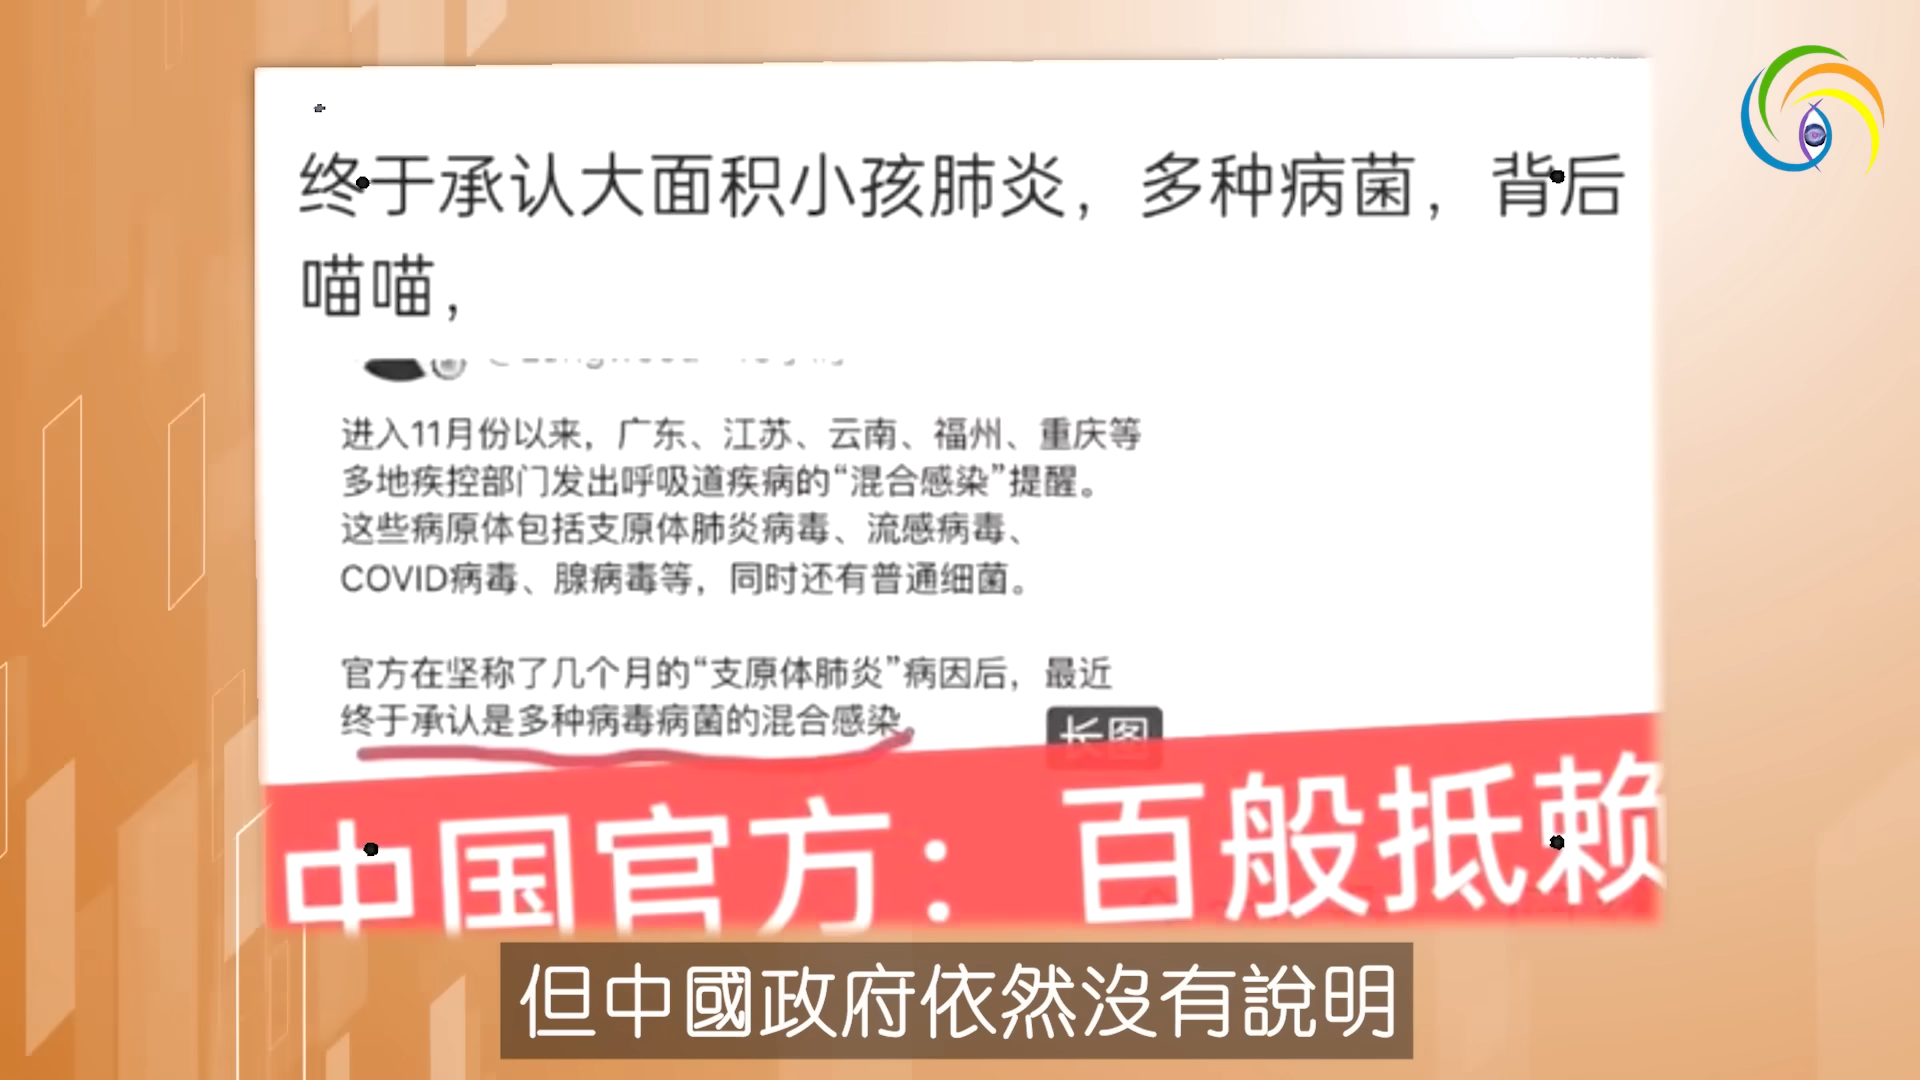 终于承认大面积小孩肺炎，多种病菌，背后
喵喵，
进入11月份以来，广东、江苏、云南、福州、重庆等
多地疾控部门发出呼吸道疾病的“混合感染”提醒。
这些病原体包括支原体肺炎病毒、流感病毒、
COVID病毒、腺病毒等，同时还有普通细菌。
官方在坚称了几个月的“支原体肺炎”病因后，最近
终于承认是多种病毒病菌的混合感染。
长图
中国官方：百般抵赖
但中國政府依然沒有說明